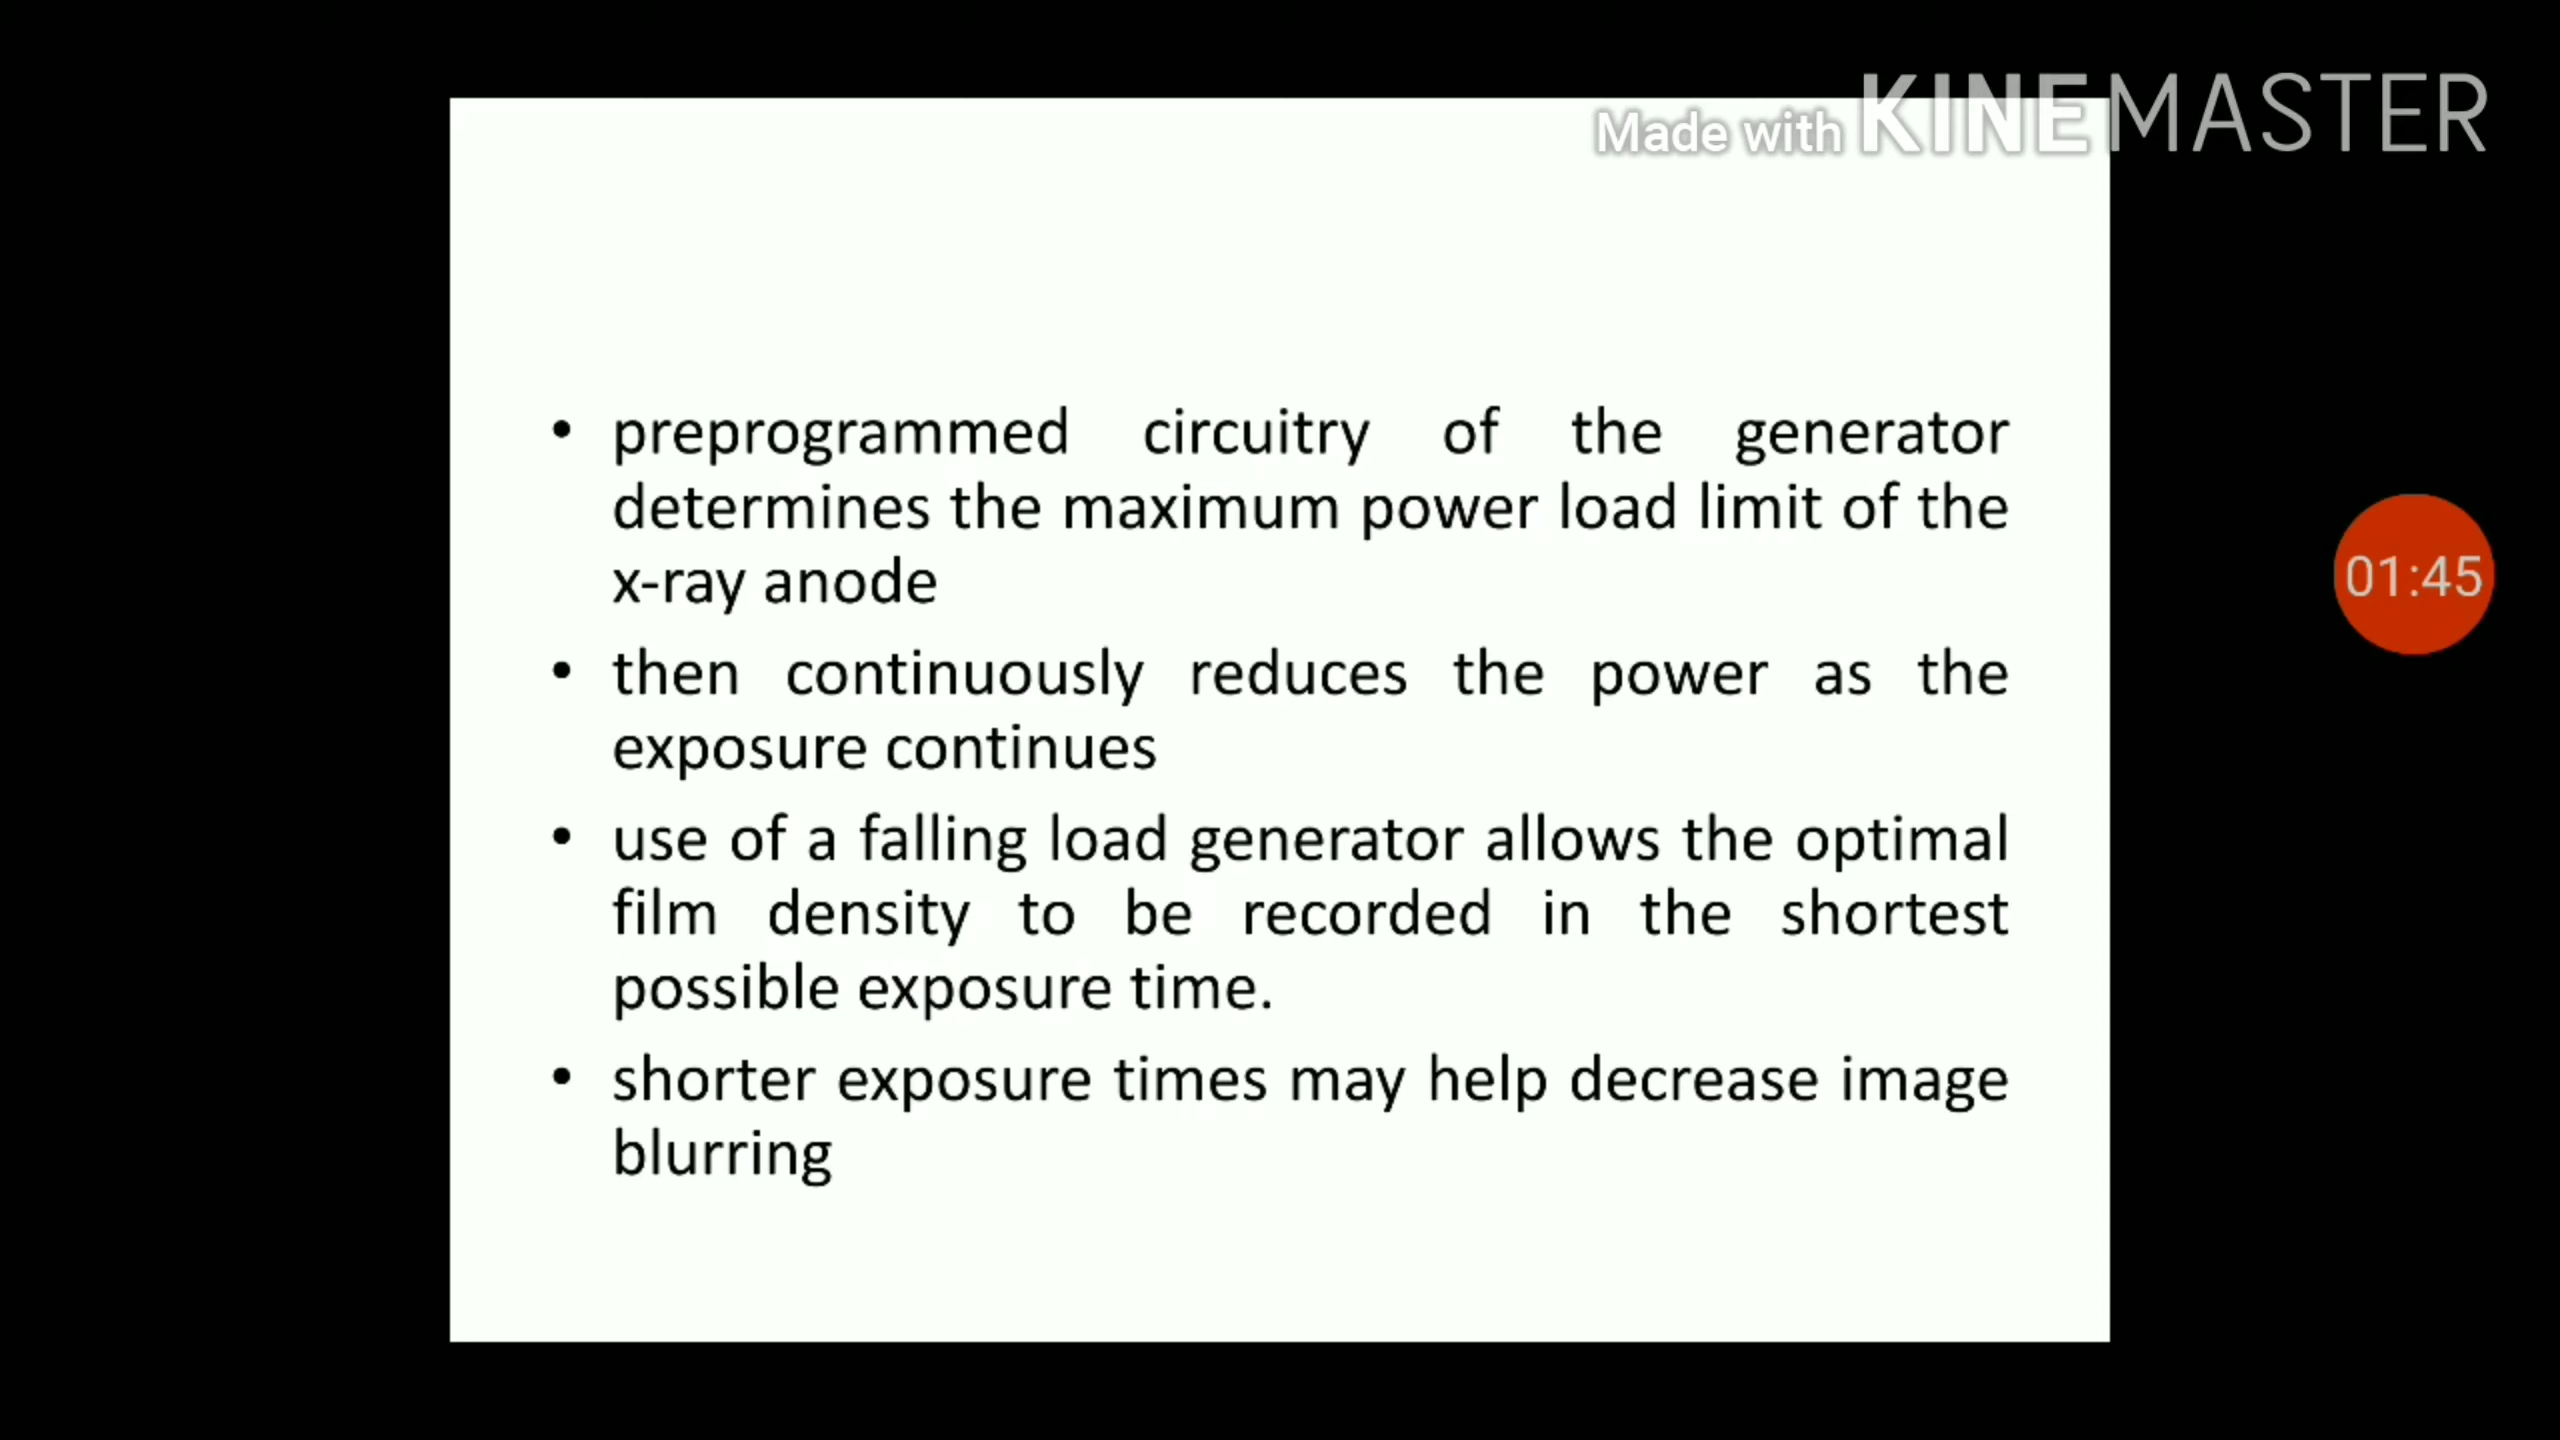 Made with KINEMASTER
• preprogrammed circuitry of the generator
determines the maximum power load limit of the
x-ray anode
• then continuously reduces the power as the
exposure continues
• use of a falling load generator allows the optimal
film density to be recorded in the shortest
possible exposure time.
• shorter exposure times may help decrease image
blurring
01:45